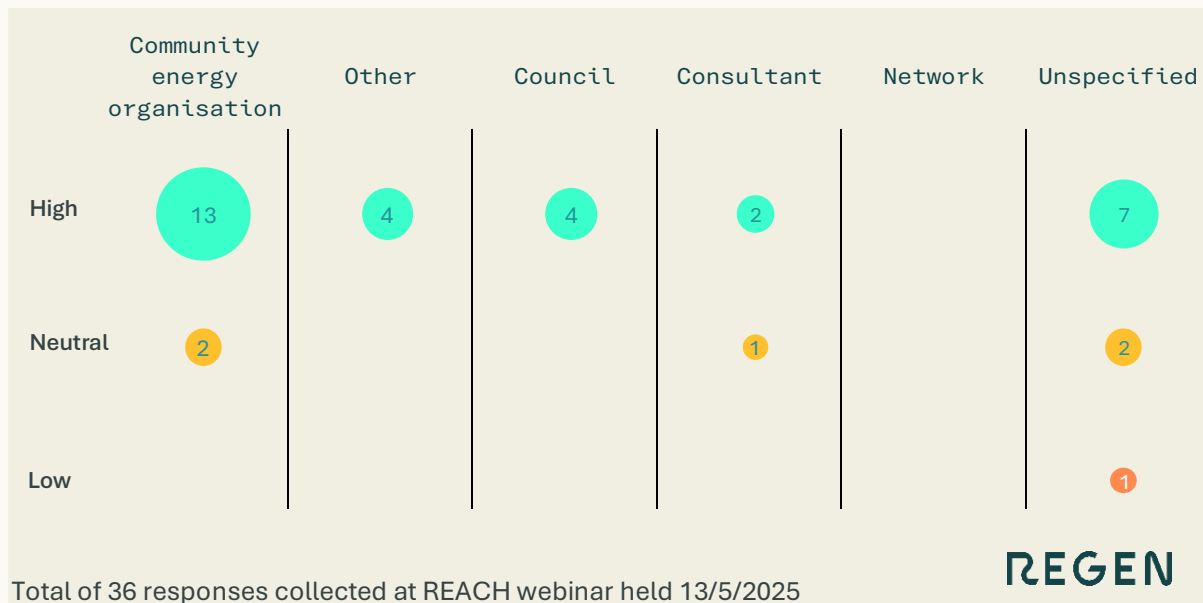 Community
energy
organisation
Other
Council
Consultant
Network
Unspecified
High
13
4
4
2
7
Neutral
2
1
2
Low
1
REGEN
Total of 36 responses collected at REACH webinar held 13/5/2025